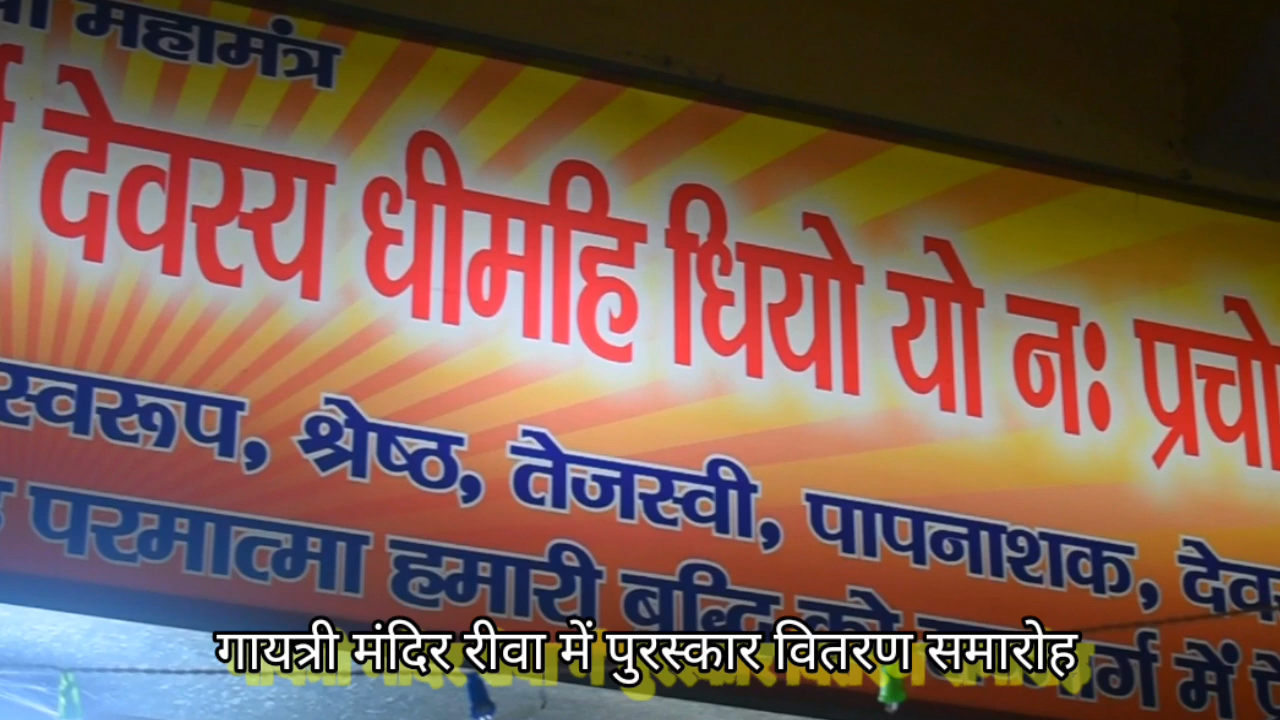 महामंत्र
देवस्य धीमहि धियो यो नः प्रचो
स्वरूप, श्रेष्ठ, तेजस्वी, पापनाशक, देव
परमात्मा हमारी बुद्धि को में
गायत्री मंदिर रीवा में पुरस्कार वितरण समारोह